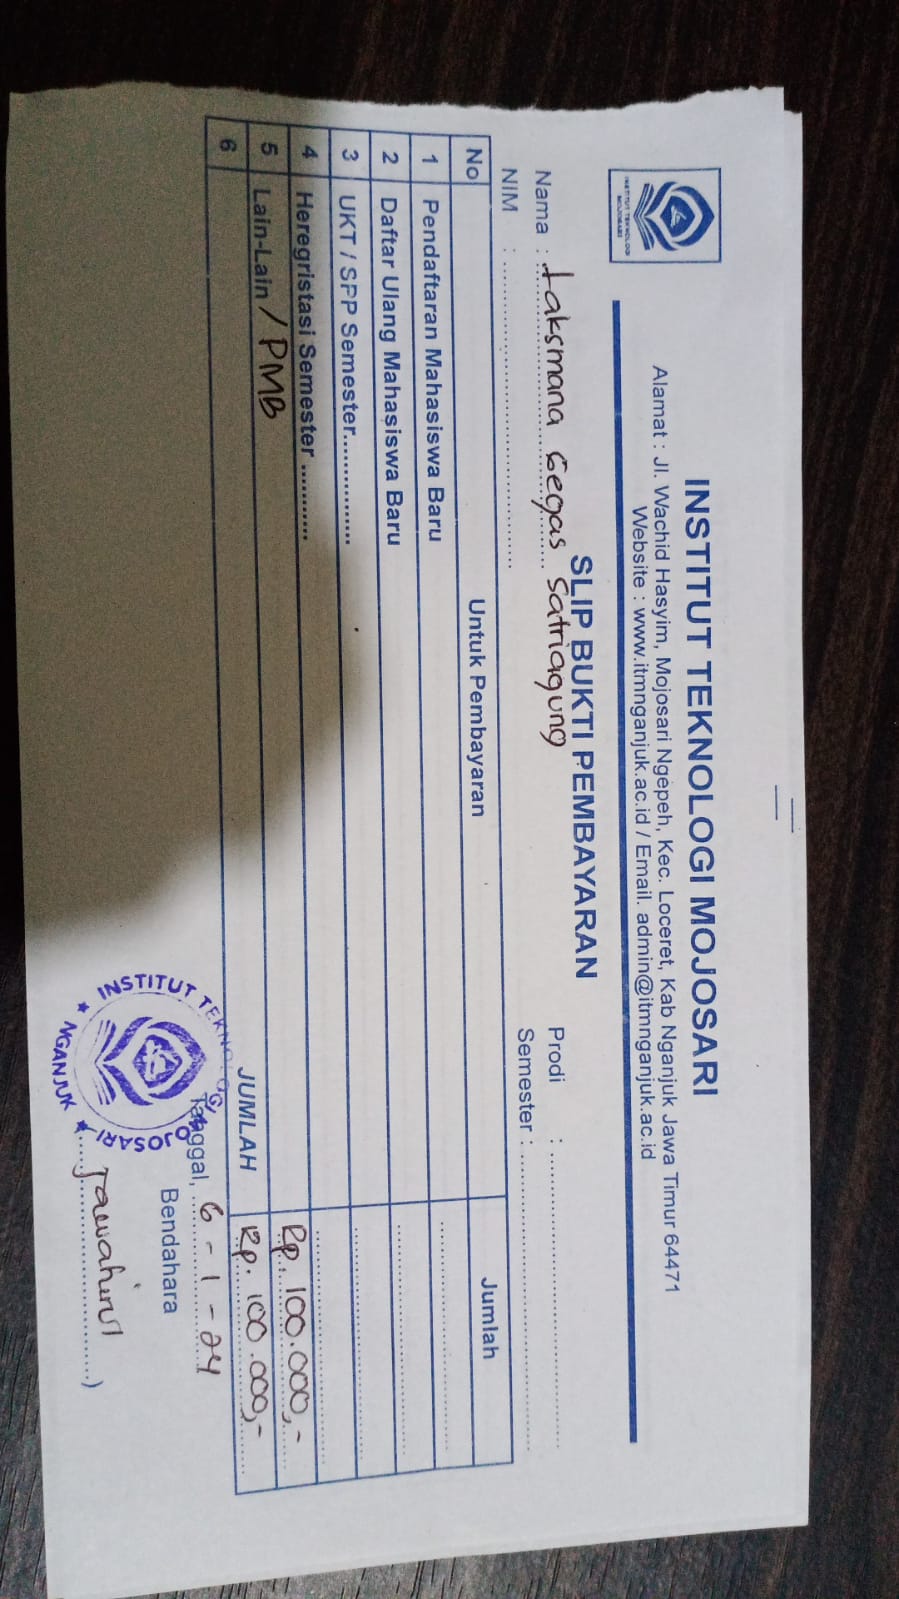 INSTITUT TEKNOLOGI
MOJOSARI
INSTITUT TEKNOLOGI MOJOSARI
Alamat : Jl. Wachid Hasyim, Mojosari Ngepeh, Kec. Loceret, Kab Nganjuk Jawa Timur 64471
Website : www.itmnganjuk.ac.id / Email. admin@itmnganjuk.ac.id
SLIP BUKTI PEMBAYARAN
Nama : Laksmana Gegas Satriagung Prodi : ..........
NIM : .......... Semester : ..........
No Untuk Pembayaran Jumlah
1 Pendaftaran Mahasiswa Baru
2 Daftar Ulang Mahasiswa Baru
3 UKT / SPP Semester.............
4 Heregristasi Semester ..........
5 Lain-Lain / PMB Rp. 100.000,-
6 JUMLAH Rp. 100.000,-
Tanggal, 6 - 1 - 24
Bendahara
INSTITUT TEKNOLOGI MOJOSARI
NGANJUK
(Jawahirul)